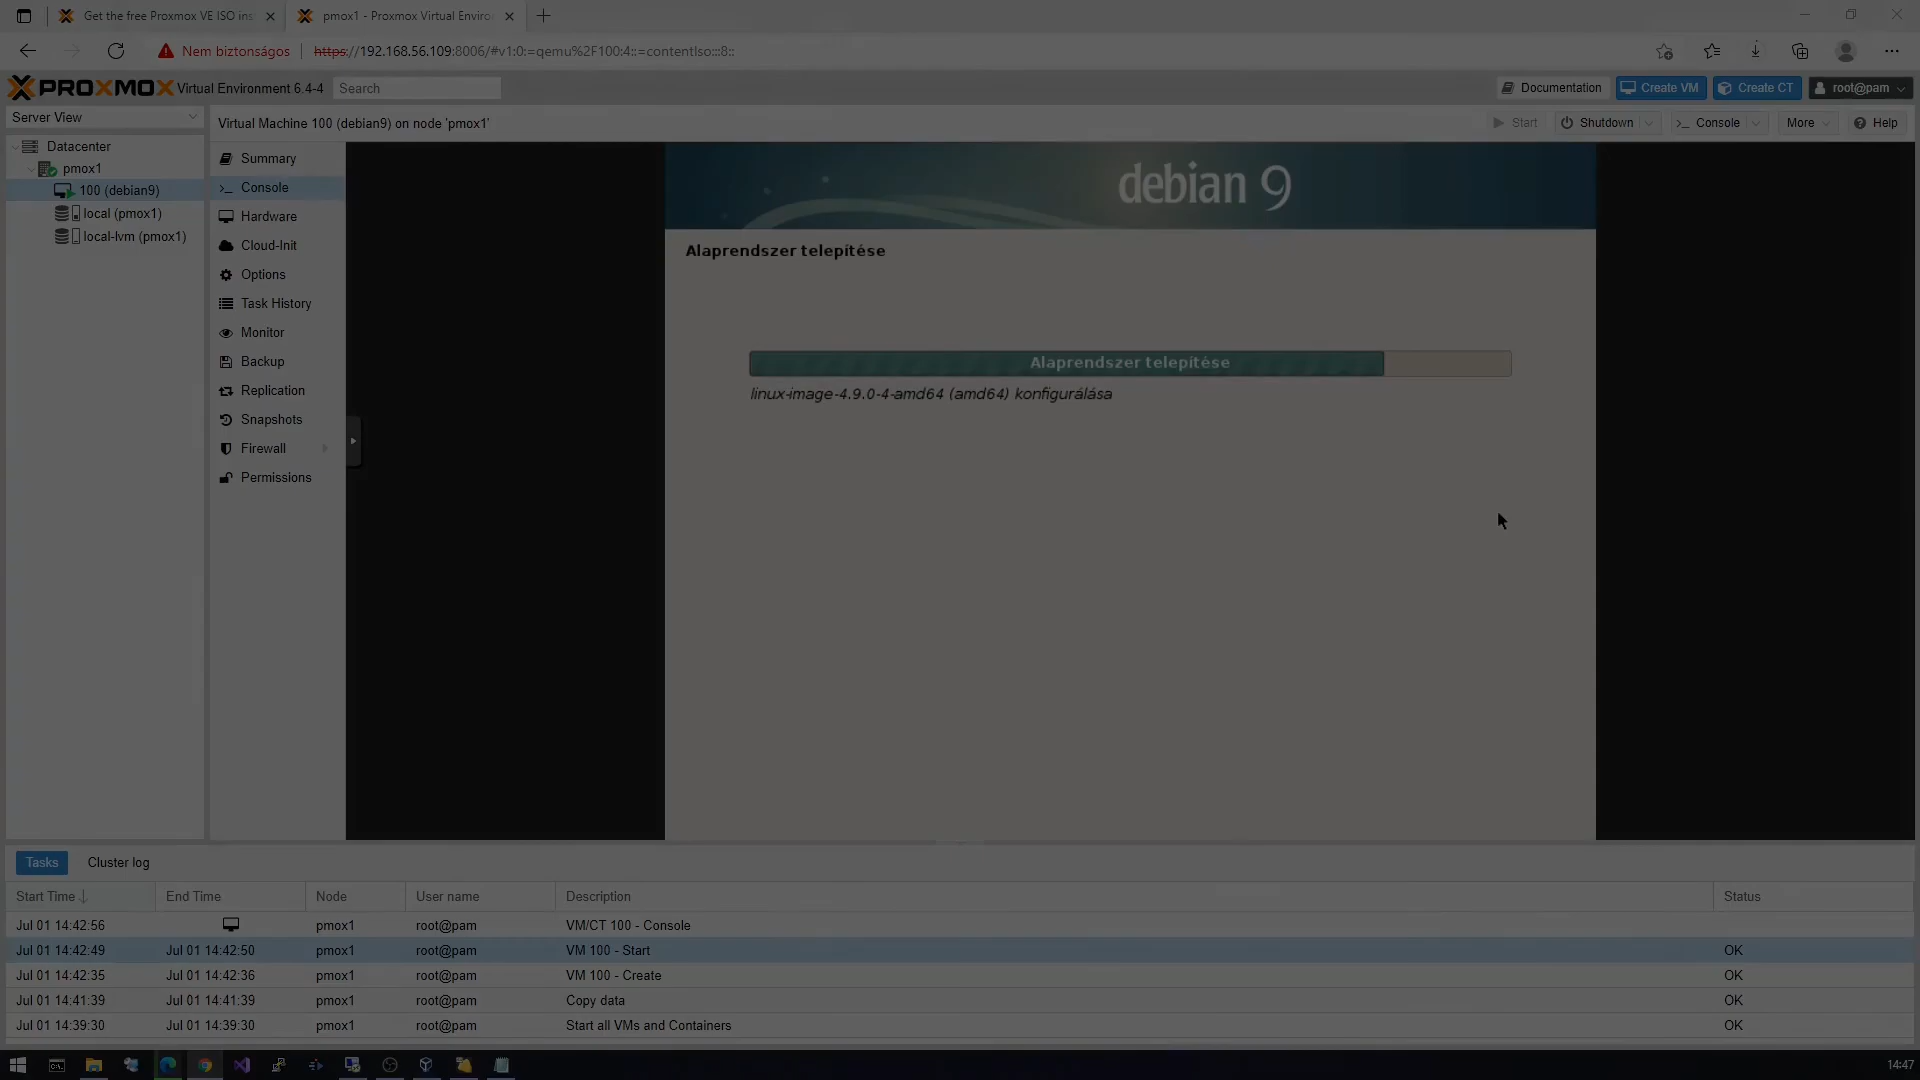 Get the free Proxmox VE ISO ins
pmox1 - Proxmox Virtual Enviro
Nem biztonságos
https://192.168.56.109:8006/#v1:0:=qemu%2F100:4::=contentIso:::8::
PROXMOX Virtual Environment 6.4-4
Search
Documentation
Create VM
Create CT
root@pam
Server View
Virtual Machine 100 (debian9) on node 'pmox1'
Start
Shutdown
Console
More
Help
Datacenter
pmox1
100 (debian9)
local (pmox1)
local-lvm (pmox1)
Summary
Console
Hardware
Cloud-Init
Options
Task History
Monitor
Backup
Replication
Snapshots
Firewall
Permissions
debian 9
Alaprendszer telepítése
Alaprendszer telepítése
linux-image-4.9.0-4-amd64 (amd64) konfigurálása
Tasks
Cluster log
Start Time End Time Node User name Description Status
Jul 01 14:42:56 pmox1 root@pam VM/CT 100 - Console
Jul 01 14:42:49 Jul 01 14:42:50 pmox1 root@pam VM 100 - Start OK
Jul 01 14:42:35 Jul 01 14:42:36 pmox1 root@pam VM 100 - Create OK
Jul 01 14:41:39 Jul 01 14:41:39 pmox1 root@pam Copy data OK
Jul 01 14:39:30 Jul 01 14:39:30 pmox1 root@pam Start all VMs and Containers OK
14:47